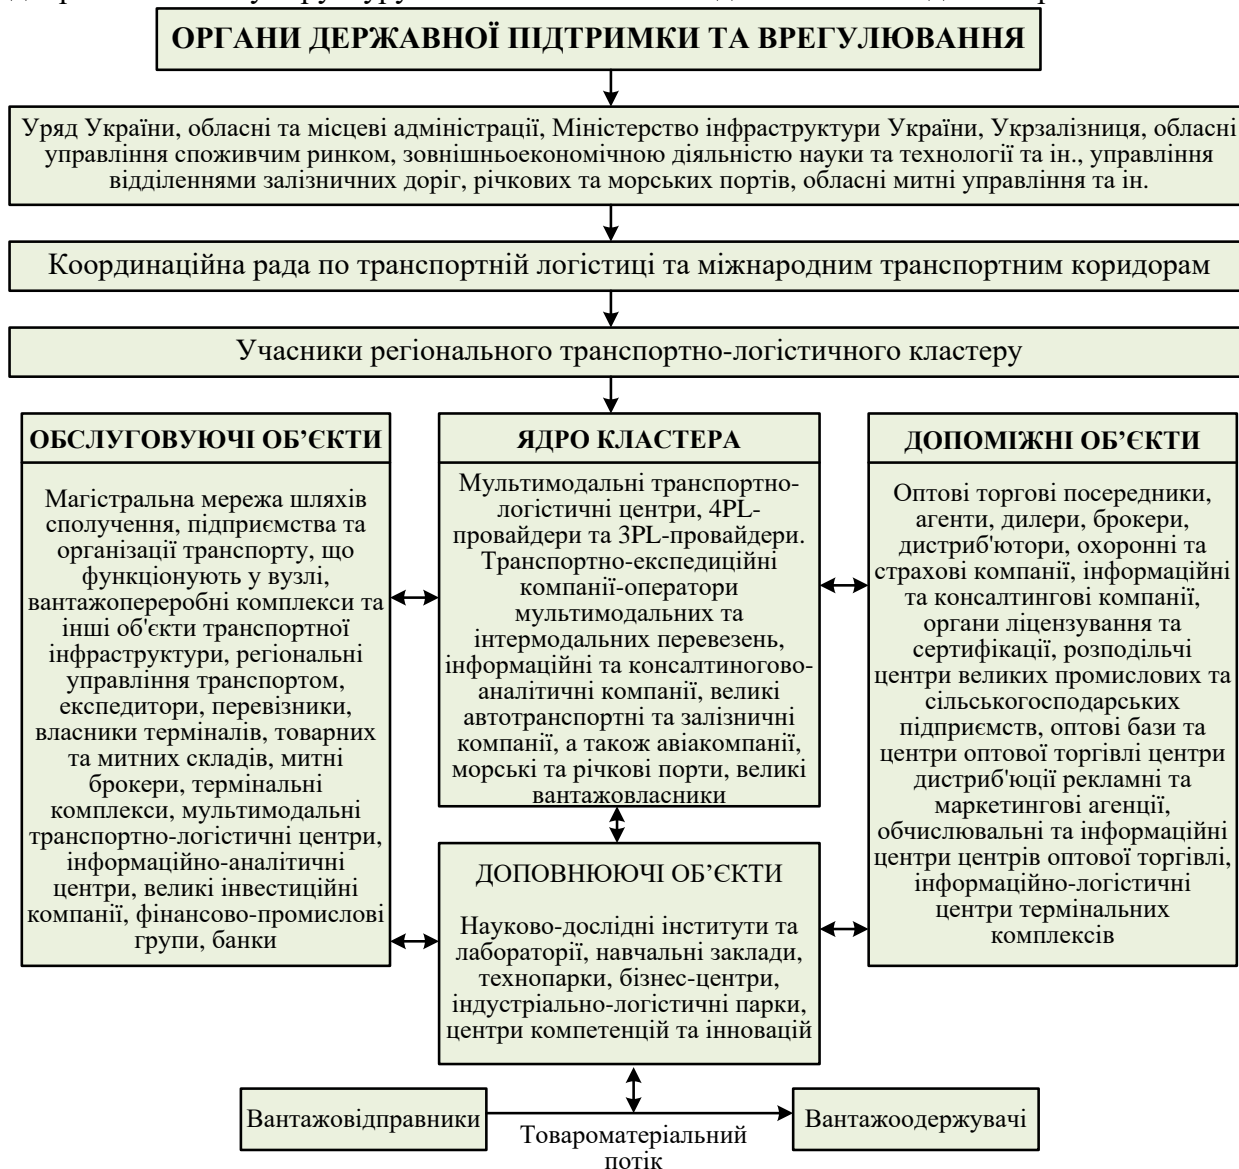 ОРГАНИ ДЕРЖАВНОЇ ПІДТРИМКИ ТА ВРЕГУЛЮВАННЯ
Уряд України, обласні та місцеві адміністрації, Міністерство інфраструктури України, Укрзалізниця, обласні
управління споживчим ринком, зовнішньоекономічною діяльністю науки та технології та ін., управління
відділеннями залізничних доріг, річкових та морських портів, обласні митні управління та ін.
Координаційна рада по транспортній логістиці та міжнародним транспортним коридорам
Учасники регіонального транспортно-логістичного кластеру
ОБСЛУГОВУЮЧІ ОБ’ЄКТИ
Магістральна мережа шляхів
сполучення, підприємства та
організації транспорту, що
функціонують у вузлі,
вантажопереробні комплекси та
інші об'єкти транспортної
інфраструктури, регіональні
управління транспортом,
експедитори, перевізники,
власники терміналів, товарних
та митних складів, митні
брокери, термінальні
комплекси, мультимодальні
транспортно-логістичні центри,
інформаційно-аналітичні
центри, великі інвестиційні
компанії, фінансово-промислові
групи, банки
ЯДРО КЛАСТЕРА
Мультимодальні транспортно-
логістичні центри, 4PL-
провайдери та 3PL-провайдери.
Транспортно-експедиційні
компанії-оператори
мультимодальних та
інтермодальних перевезень,
інформаційні та консалтиногово-
аналітичні компанії, великі
автотранспортні та залізничні
компанії, а також авіакомпанії,
морські та річкові порти, великі
вантажовласники
ДОПОМІЖНІ ОБ’ЄКТИ
Оптові торгові посередники,
агенти, дилери, брокери,
дистриб'ютори, охоронні та
страхові компанії, інформаційні
та консалтингові компанії,
органи ліцензування та
сертифікації, розподільчі
центри великих промислових та
сільськогосподарських
підприємств, оптові бази та
центри оптової торгівлі центри
дистриб'юції рекламні та
маркетингові агенції,
обчислювальні та інформаційні
центри центрів оптової торгівлі,
інформаційно-логістичні
центри термінальних
комплексів
ДОПОВНЮЮЧІ ОБ’ЄКТИ
Науково-дослідні інститути та
лабораторії, навчальні заклади,
технопарки, бізнес-центри,
індустріально-логістичні парки,
центри компетенцій та інновацій
Вантажовідправники
Товароматеріальний
потік
Вантажоодержувачі